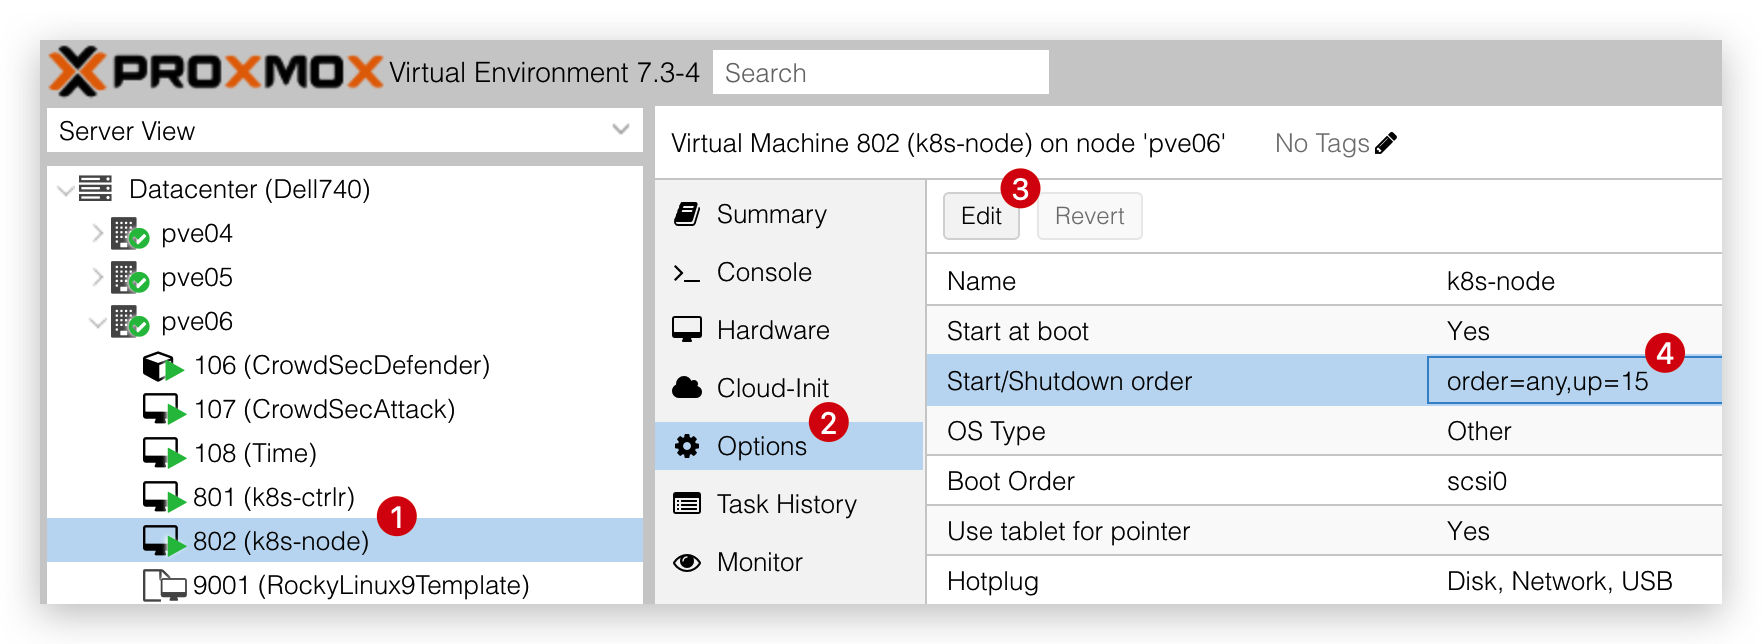 PROXMOX Virtual Environment 7.3-4 Search
Server View
Datacenter (Dell740)
pve04
pve05
pve06
106 (CrowdSecDefender)
107 (CrowdSecAttack)
108 (Time)
801 (k8s-ctrlr)
1
802 (k8s-node)
9001 (RockyLinux9Template)
Virtual Machine 802 (k8s-node) on node 'pve06' No Tags
Summary
Console
Hardware
Cloud-Init
2
Options
Task History
Monitor
3
Edit Revert
Name k8s-node
Start at boot Yes
4
Start/Shutdown order order=any,up=15
OS Type Other
Boot Order scsi0
Use tablet for pointer Yes
Hotplug Disk, Network, USB